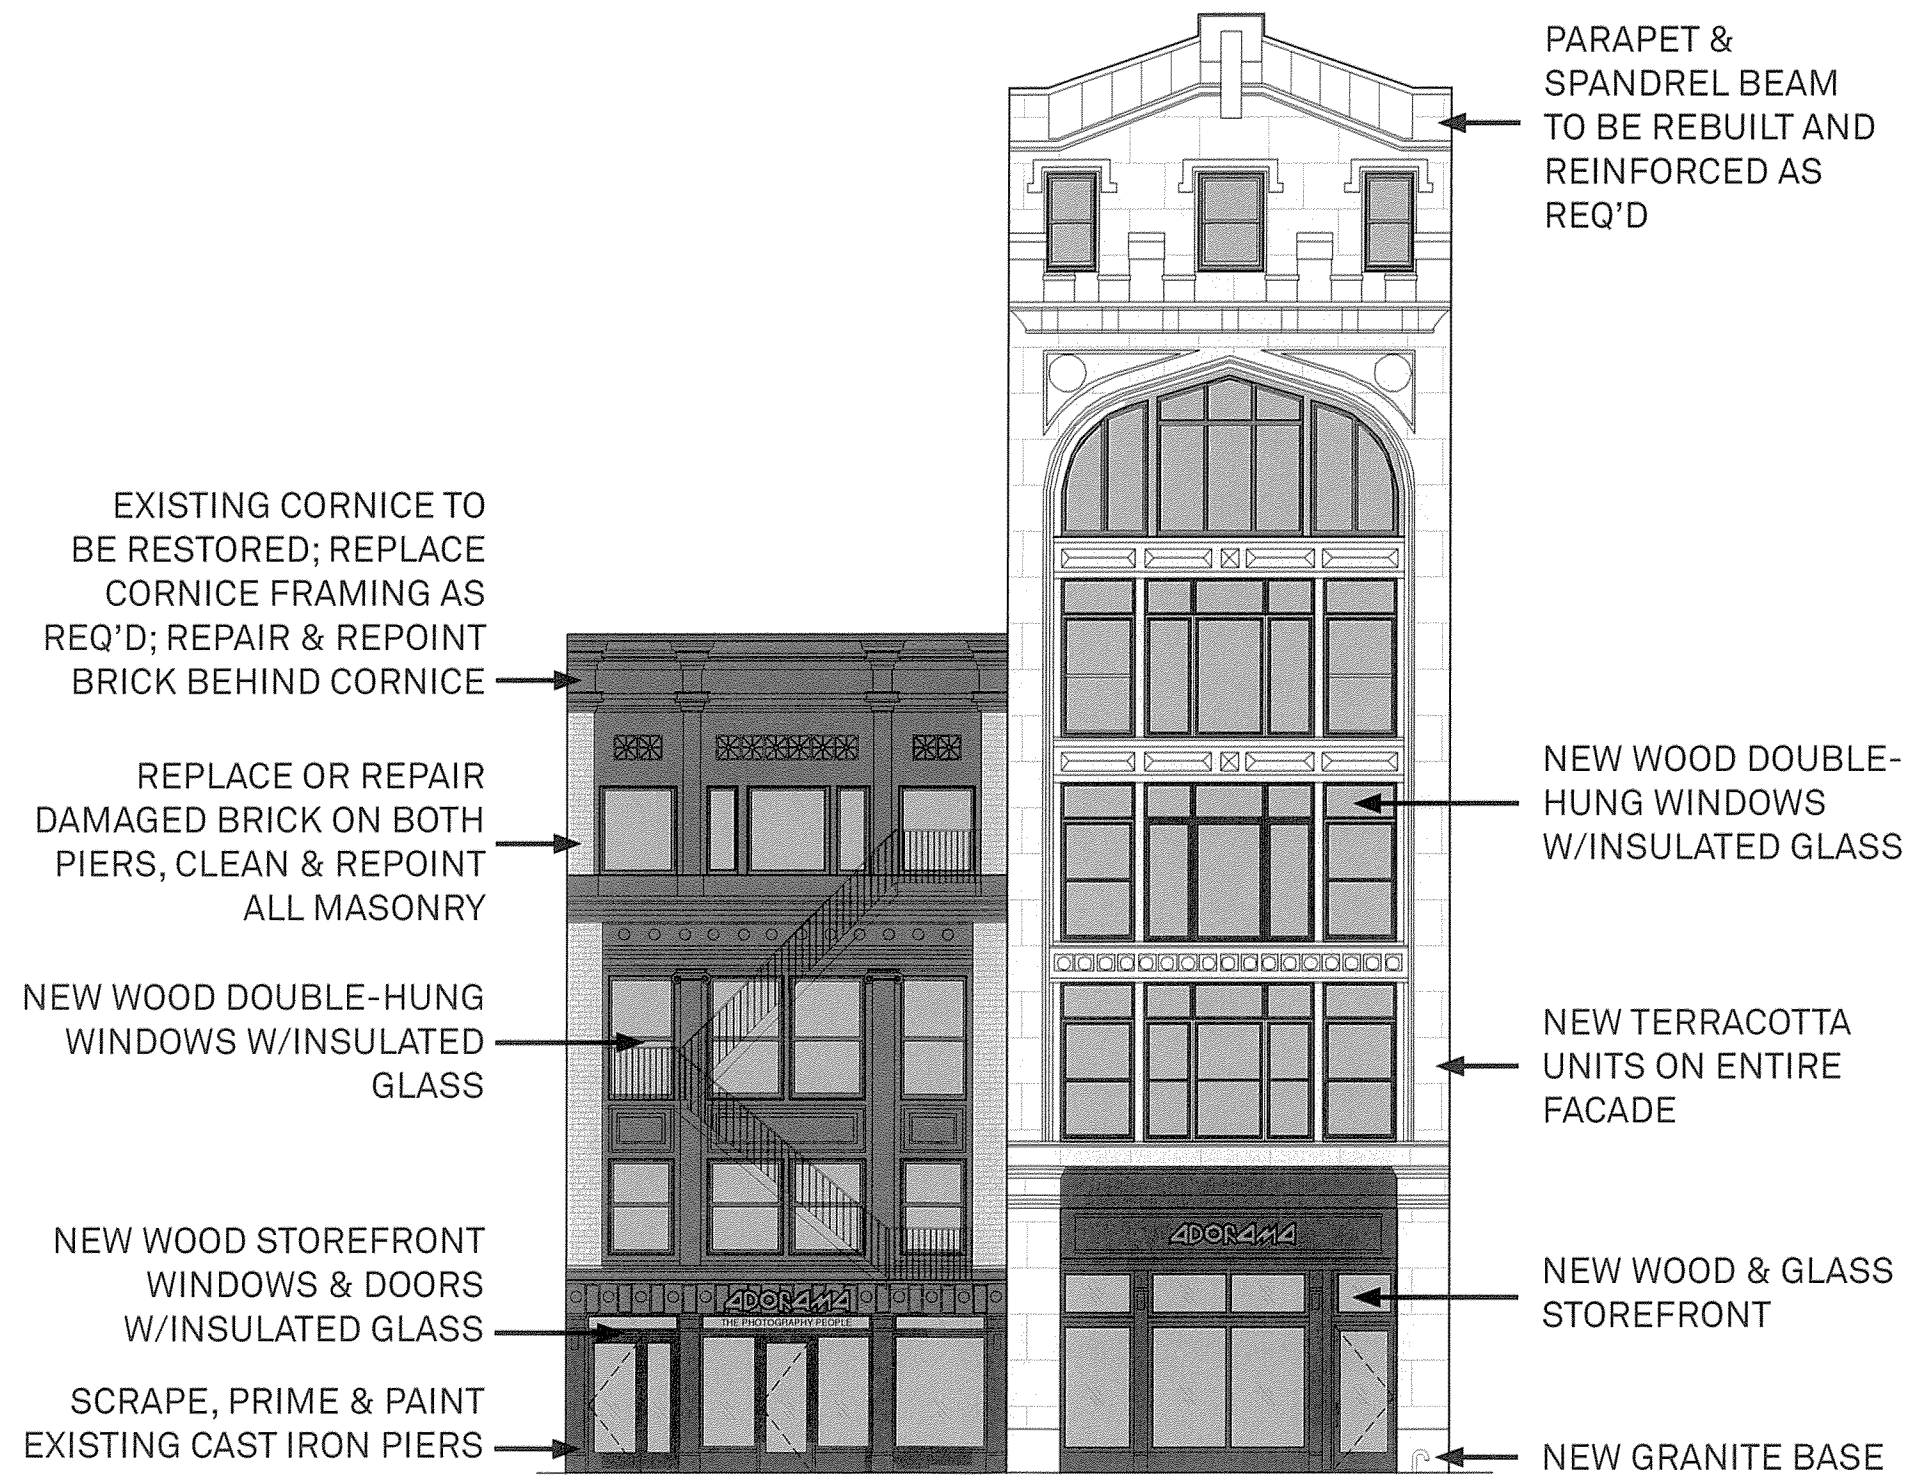 PARAPET &
SPANDREL BEAM
TO BE REBUILT AND
REINFORCED AS
REQ'D
EXISTING CORNICE TO
BE RESTORED; REPLACE
CORNICE FRAMING AS
REQ'D; REPAIR & REPOINT
BRICK BEHIND CORNICE
REPLACE OR REPAIR
DAMAGED BRICK ON BOTH
PIERS, CLEAN & REPOINT
ALL MASONRY
NEW WOOD DOUBLE-HUNG
WINDOWS W/INSULATED
GLASS
NEW WOOD STOREFRONT
WINDOWS & DOORS
W/INSULATED GLASS
SCRAPE, PRIME & PAINT
EXISTING CAST IRON PIERS
ADORAMA
THE PHOTOGRAPHY PEOPLE
ADORAMA
NEW WOOD DOUBLE-
HUNG WINDOWS
W/INSULATED GLASS
NEW TERRACOTTA
UNITS ON ENTIRE
FACADE
NEW WOOD & GLASS
STOREFRONT
NEW GRANITE BASE